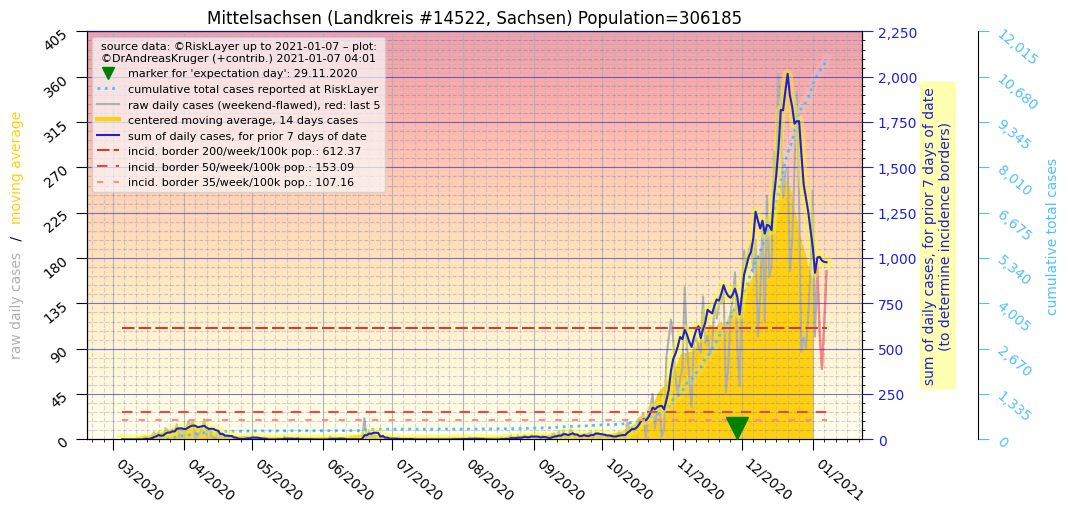 Mittelsachsen (Landkreis #14522, Sachsen) Population=306185
source data: ©RiskLayer up to 2021-01-07 – plot:
©DrAndreasKruger (+contrib.) 2021-01-07 04:01
marker for 'expectation day': 29.11.2020
cumulative total cases reported at RiskLayer
raw daily cases (weekend-flawed), red: last 5
centered moving average, 14 days cases
sum of daily cases, for prior 7 days of date
incid. border 200/week/100k pop.: 612.37
incid. border 50/week/100k pop.: 153.09
incid. border 35/week/100k pop.: 107.16
raw daily cases / moving average
405
360
315
270
225
180
135
90
45
0
03/2020
04/2020
05/2020
06/2020
07/2020
08/2020
09/2020
10/2020
11/2020
12/2020
01/2021
2,250
2,000
1,750
1,500
1,250
1,000
750
500
250
0
sum of daily cases, for prior 7 days of date
(to determine incidence borders)
12,015
10,680
9,345
8,010
6,675
5,340
4,005
2,670
1,335
0
cumulative total cases